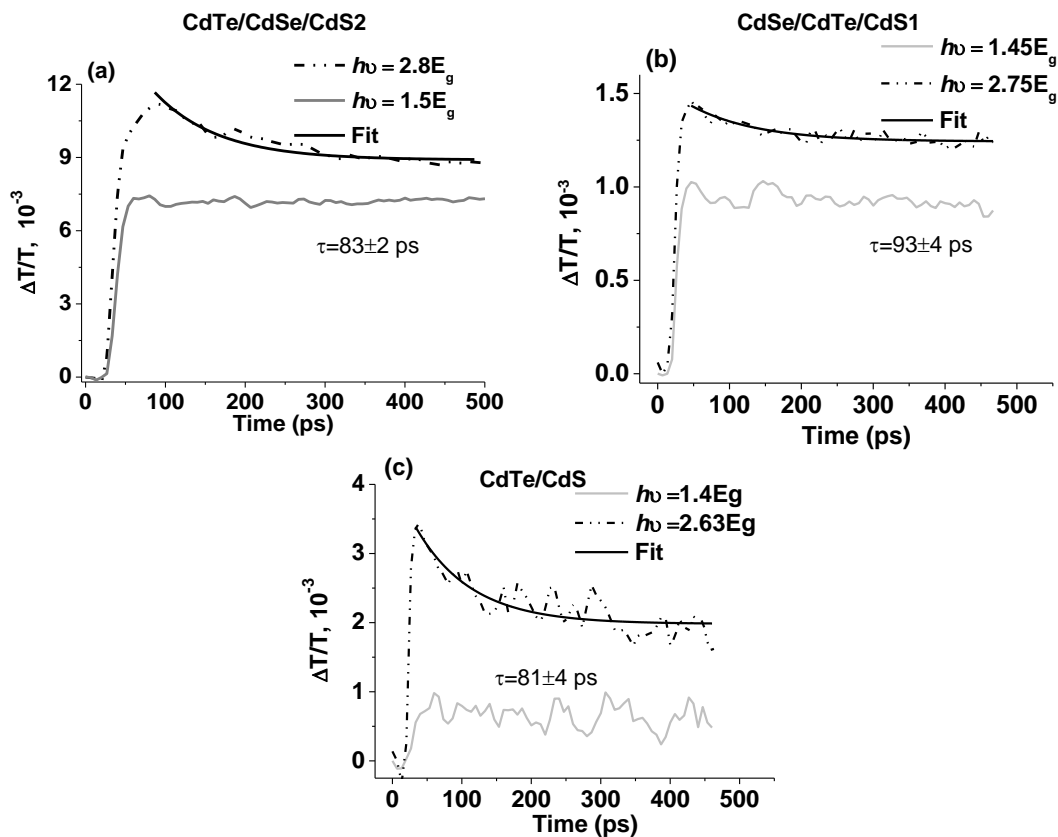 CdTe/CdSe/CdS2
(a)
hυ = 2.8E_g
hυ = 1.5E_g
Fit
12
9
6
3
0
ΔT/T, 10^-3
τ=83±2 ps
0 100 200 300 400 500
Time (ps)
CdSe/CdTe/CdS1
(b)
hυ = 1.45E_g
hυ = 2.75E_g
Fit
1.5
1.0
0.5
0.0
ΔT/T, 10^-3
τ=93±4 ps
0 100 200 300 400 500
Time (ps)
(c)
CdTe/CdS
hυ =1.4Eg
hυ =2.63Eg
Fit
4
3
2
1
0
ΔT/T, 10^-3
τ=81±4 ps
0 100 200 300 400 500
Time (ps)